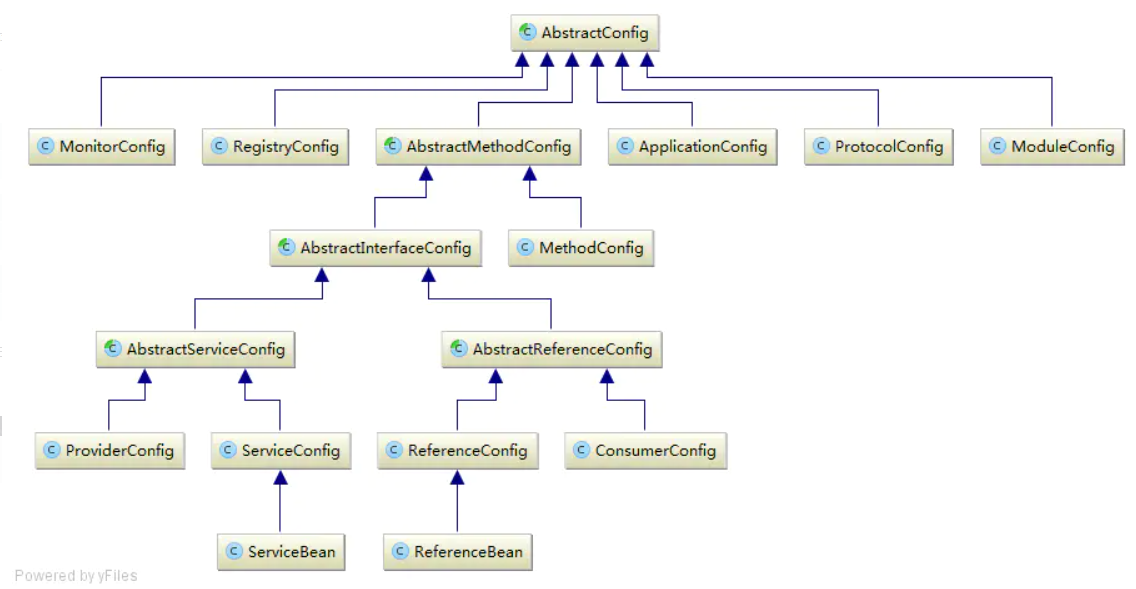 AbstractConfig
MonitorConfig
RegistryConfig
AbstractMethodConfig
ApplicationConfig
ProtocolConfig
ModuleConfig
AbstractInterfaceConfig
MethodConfig
AbstractServiceConfig
AbstractReferenceConfig
ProviderConfig
ServiceConfig
ReferenceConfig
ConsumerConfig
ServiceBean
ReferenceBean
Powered by yFiles